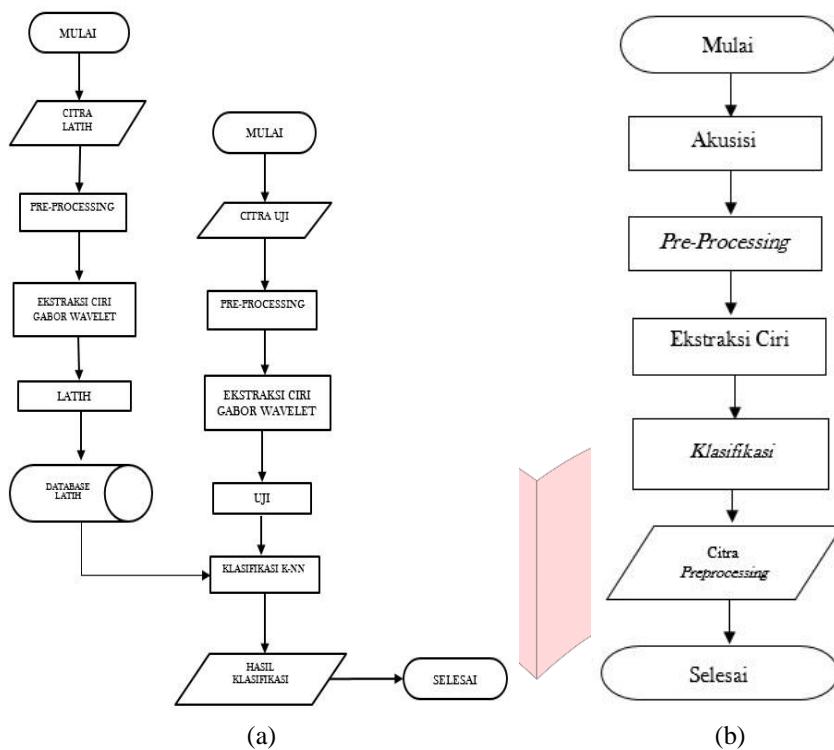 MULAI
CITRA
LATIH
PRE-PROCESSING
EKSTRAKSI CIRI
GABOR WAVELET
LATIH
DATABASE
LATIH
MULAI
CITRA UJI
PRE-PROCESSING
EKSTRAKSI CIRI
GABOR WAVELET
UJI
KLASIFIKASI K-NN
HASIL
KLASIFIKASI
SELESAI
(a)
Mulai
Akusisi
Pre-Processing
Ekstraksi Ciri
Klasifikasi
Citra
Preprocessing
Selesai
(b)